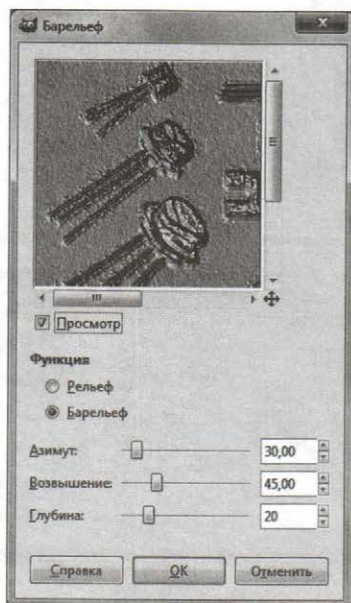 Барельеф
Просмотр
Функция
Рельеф
Барельеф
Азимут: 30,00
Возвышение: 45,00
Глубина: 20
Справка OK Отменить